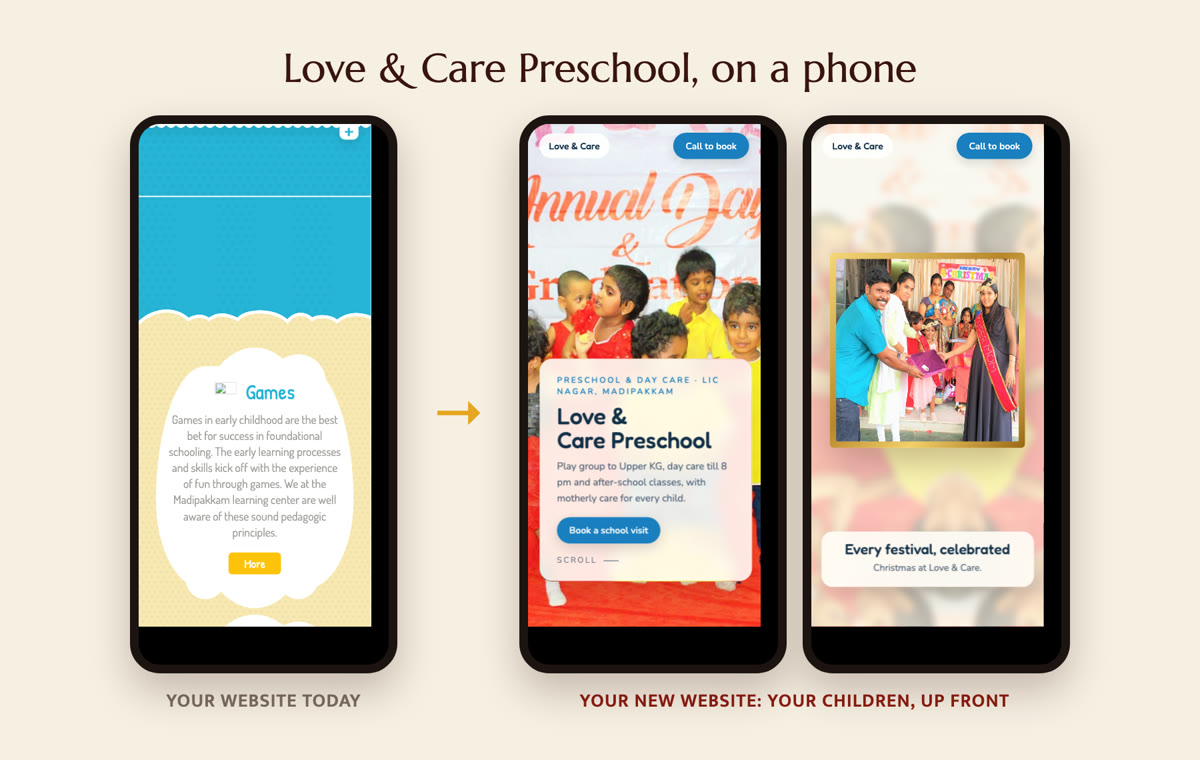 Love & Care Preschool, on a phone
+
Games
Games in early childhood are the best
bet for success in foundational
schooling. The early learning processes
and skills kick off with the experience
of fun through games. We at the
Madipakkam learning center are well
aware of these sound pedagogic
principles.
More
YOUR WEBSITE TODAY
Love & Care
Call to book
Annual Day
&
Graduation
PRESCHOOL & DAY CARE · LIC
NAGAR, MADIPAKKAM
Love &
Care Preschool
Play group to Upper KG, day care till 8
pm and after-school classes, with
motherly care for every child.
Book a school visit
SCROLL
Love & Care
Call to book
CHRISTMA
Every festival, celebrated
Christmas at Love & Care.
YOUR NEW WEBSITE: YOUR CHILDREN, UP FRONT